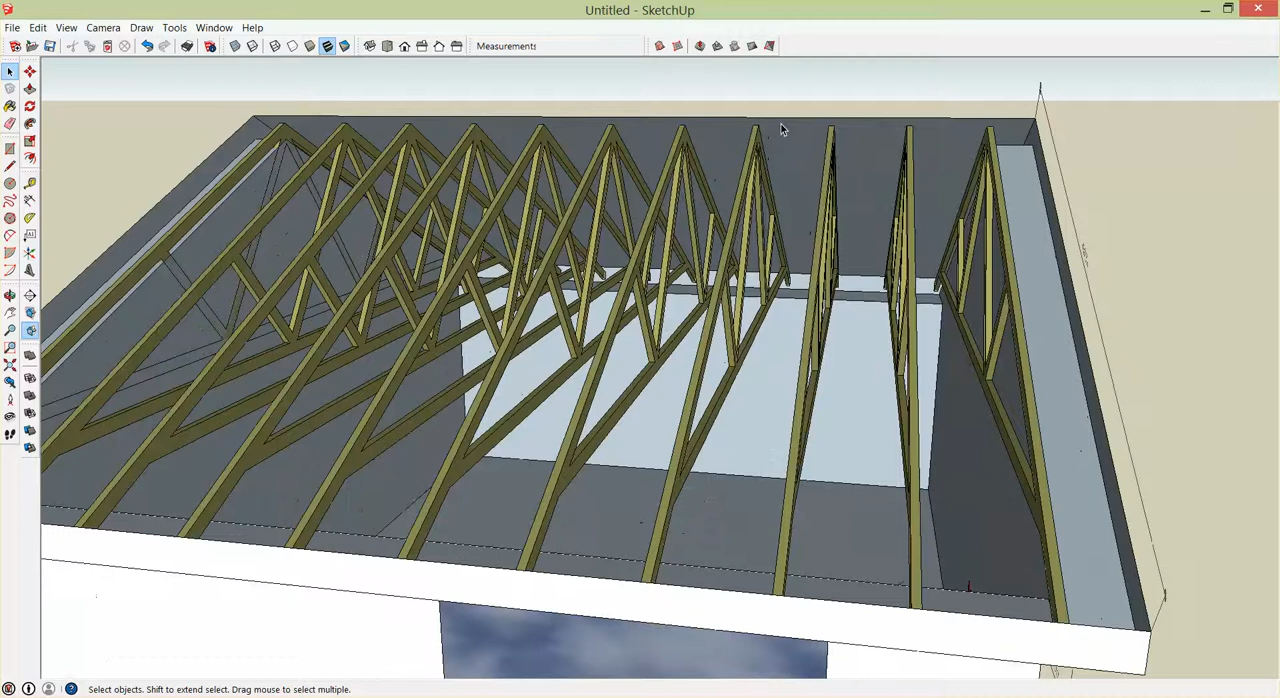 Untitled - SketchUp
File Edit View Camera Draw Tools Window Help
Measurements
Select objects. Shift to extend select. Drag mouse to select multiple.